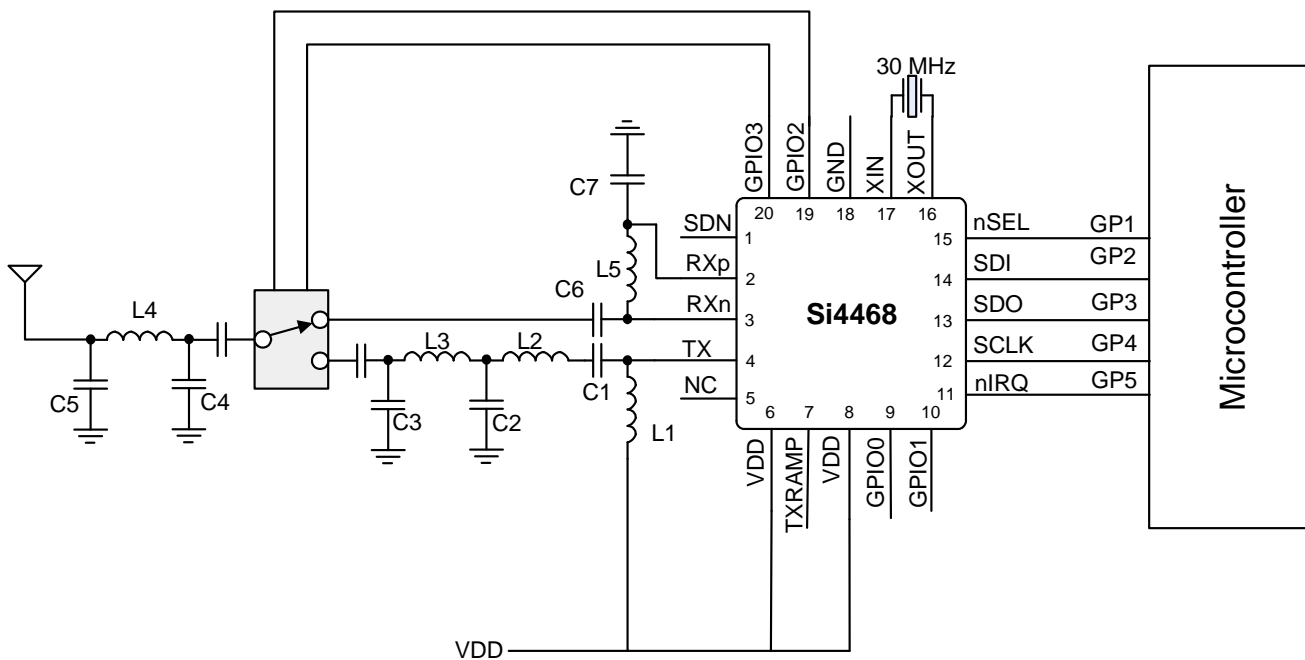 30 MHz
GPIO3
GPIO2
GND
XIN
XOUT
20
19
18
17
16
C7
SDN
1
RXp
2
L5
C6
RXn
3
TX
4
NC
5
Si4468
15
nSEL
GP1
14
SDI
GP2
13
SDO
GP3
12
SCLK
GP4
11
nIRQ
GP5
Microcontroller
L4
C5
C4
L3
L2
C1
C3
C2
L1
6
7
8
9
10
VDD
TXRAMP
VDD
GPIO0
GPIO1
VDD